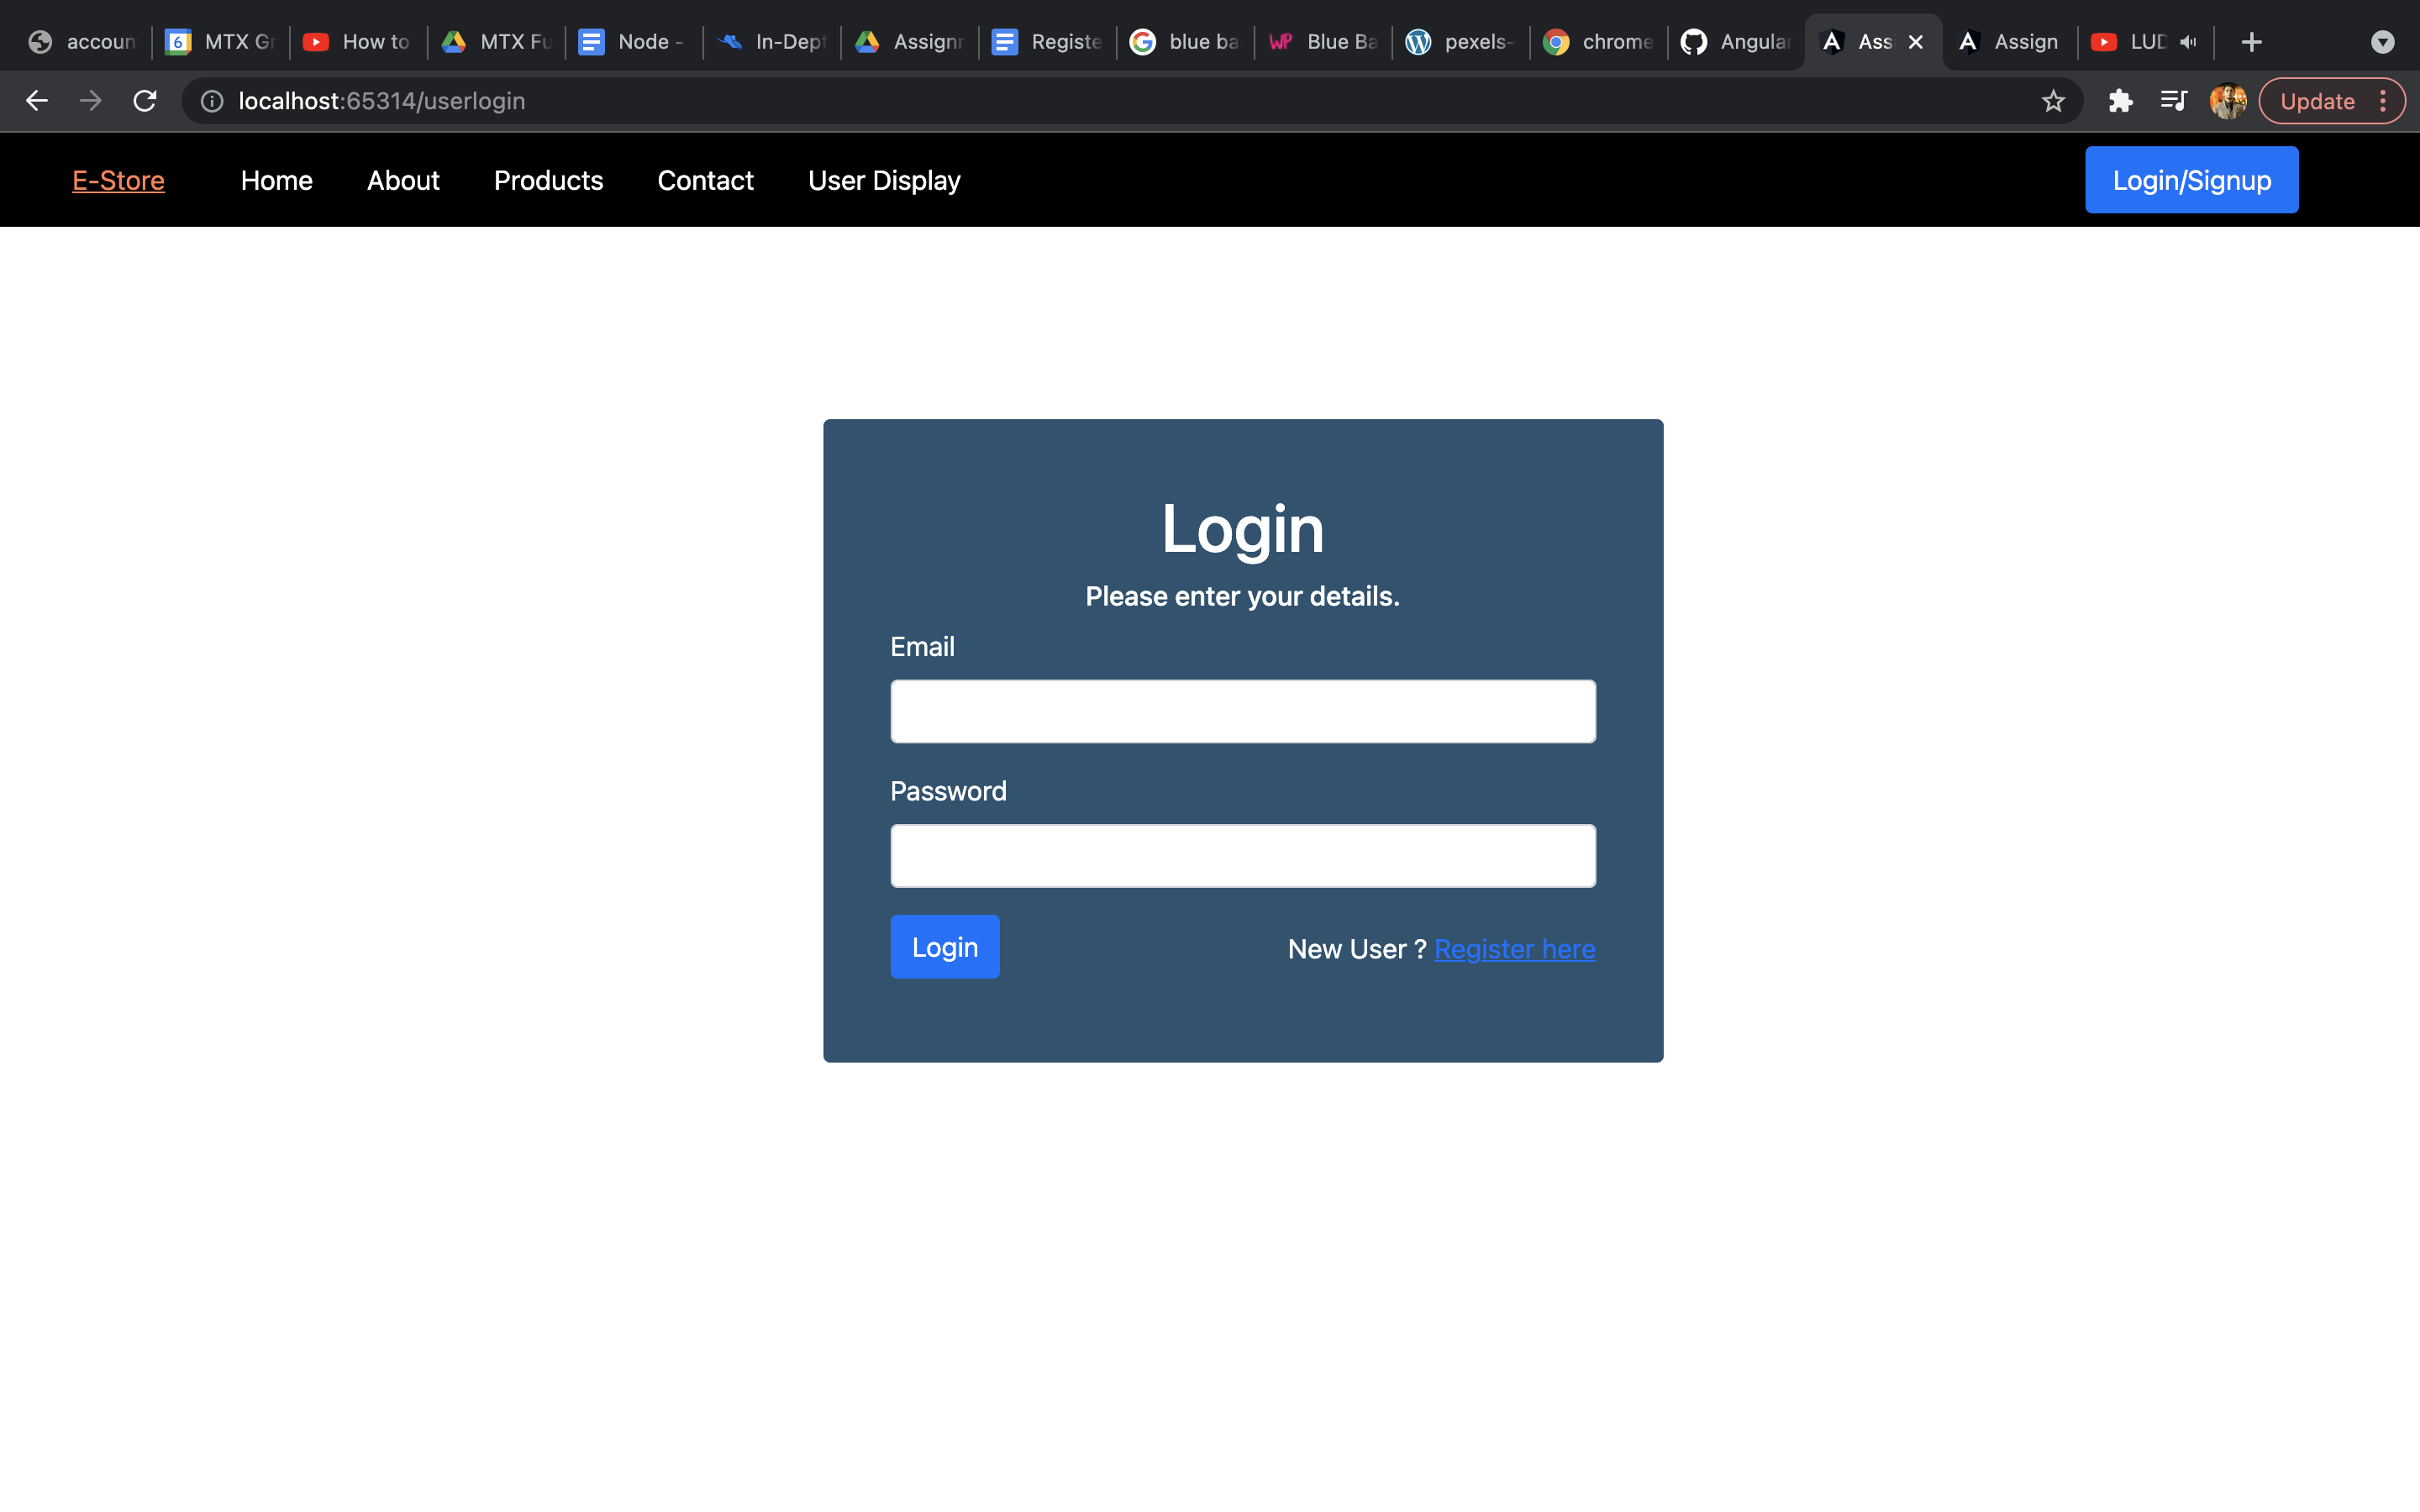 accoun MTX Gr How to MTX Fu Node - In-Dept Assignr Registe blue ba Blue Ba pexels- chrome Angular Ass Assign LUD
localhost:65314/userlogin Update
E-Store Home About Products Contact User Display Login/Signup
Login
Please enter your details.
Email
Password
Login New User ? Register here